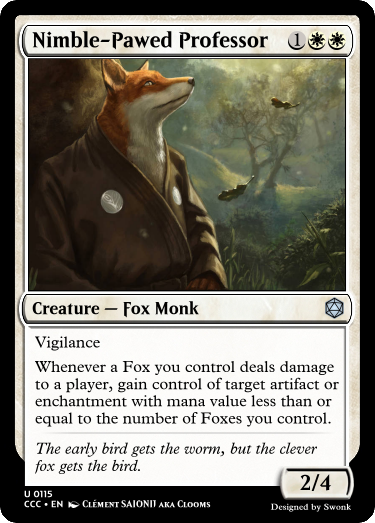 Nimble-Pawed Professor 1
Creature — Fox Monk
Vigilance
Whenever a Fox you control deals damage
to a player, gain control of target artifact or
enchantment with mana value less than or
equal to the number of Foxes you control.
The early bird gets the worm, but the clever
fox gets the bird.
2/4
U 0115
CCC • EN Clément SAIONJI aka Clooms
Designed by Swonk